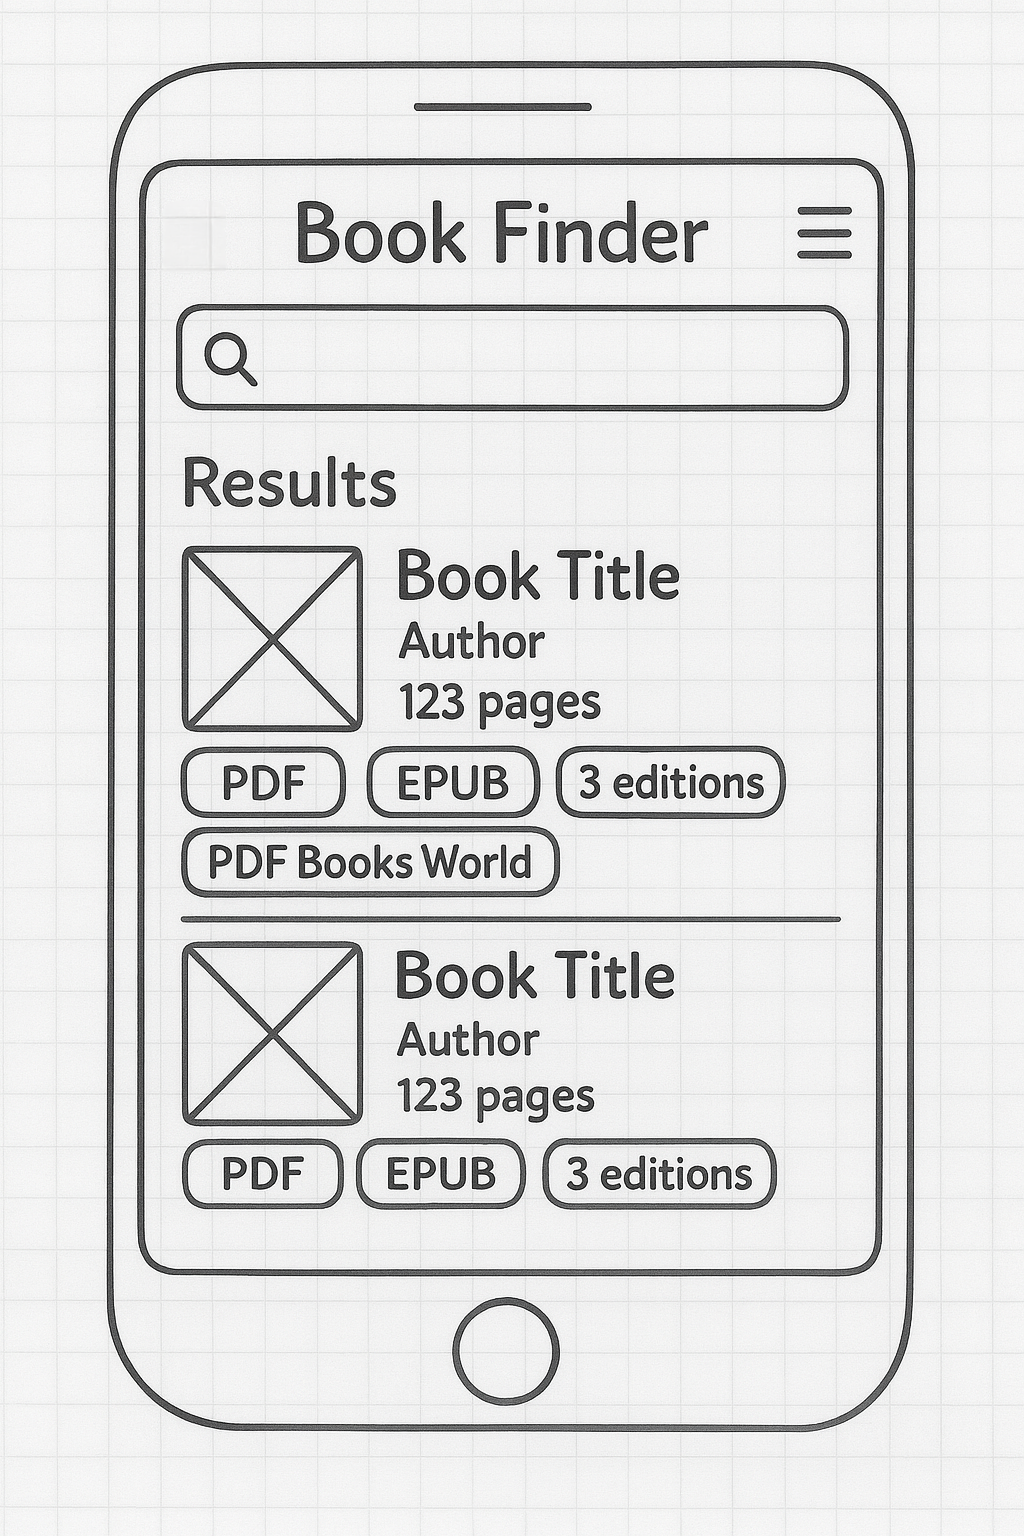 Book Finder
Results
Book Title
Author
123 pages
PDF EPUB 3 editions
PDF Books World
Book Title
Author
123 pages
PDF EPUB 3 editions